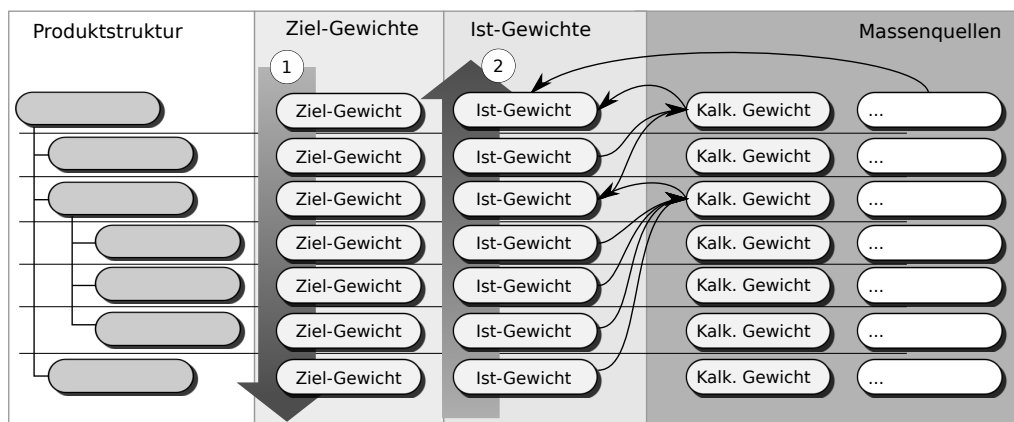 Produktstruktur Ziel-Gewichte Ist-Gewichte Massenquellen
1 2
Ziel-Gewicht Ist-Gewicht Kalk. Gewicht ...
Ziel-Gewicht Ist-Gewicht Kalk. Gewicht ...
Ziel-Gewicht Ist-Gewicht Kalk. Gewicht ...
Ziel-Gewicht Ist-Gewicht Kalk. Gewicht ...
Ziel-Gewicht Ist-Gewicht Kalk. Gewicht ...
Ziel-Gewicht Ist-Gewicht Kalk. Gewicht ...
Ziel-Gewicht Ist-Gewicht Kalk. Gewicht ...